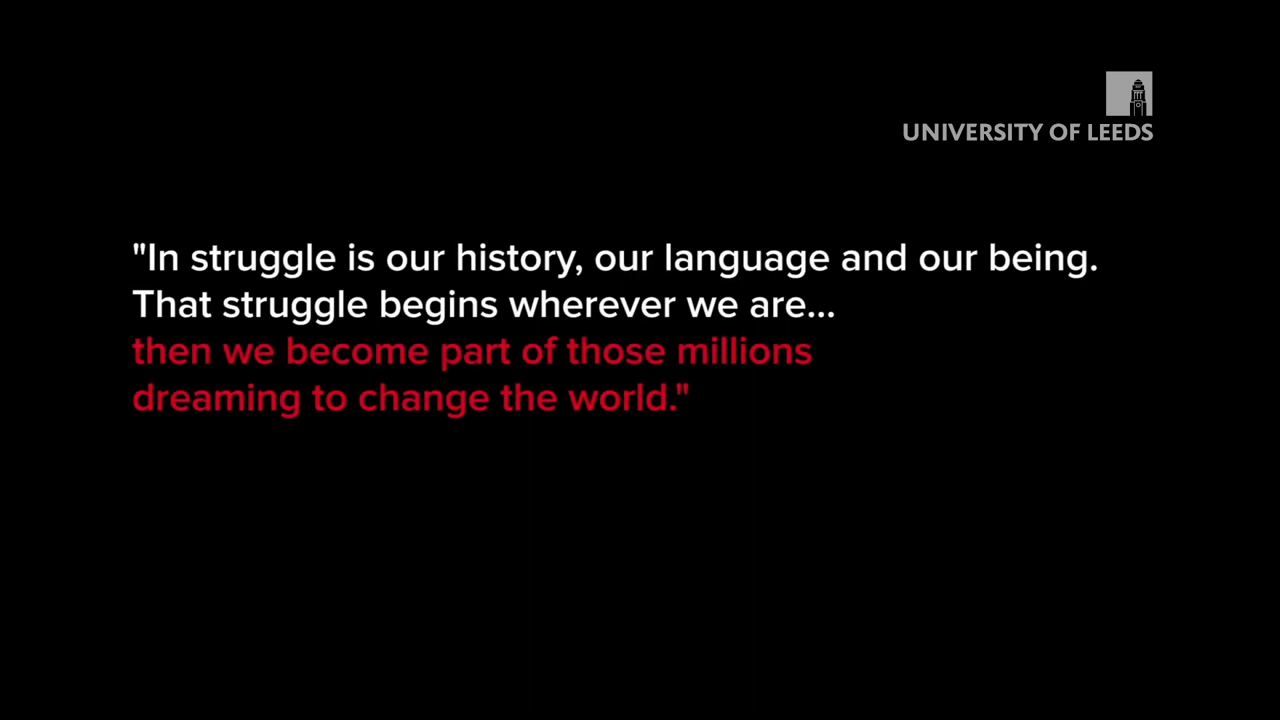 UNIVERSITY OF LEEDS
"In struggle is our history, our language and our being.
That struggle begins wherever we are...
then we become part of those millions
dreaming to change the world."